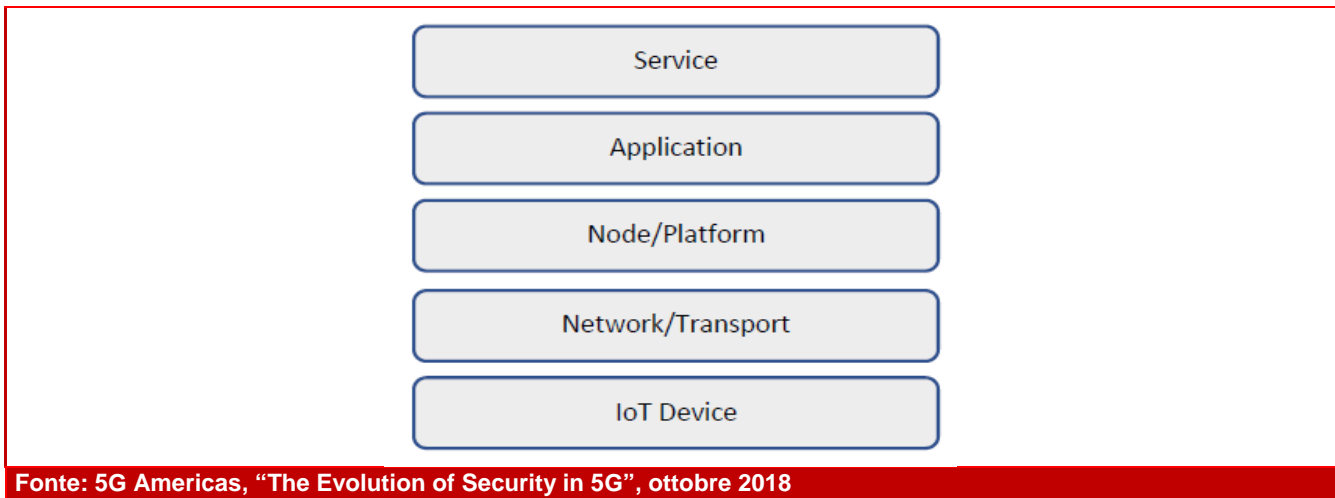 Service
Application
Node/Platform
Network/Transport
IoT Device
Fonte: 5G Americas, “The Evolution of Security in 5G”, ottobre 2018